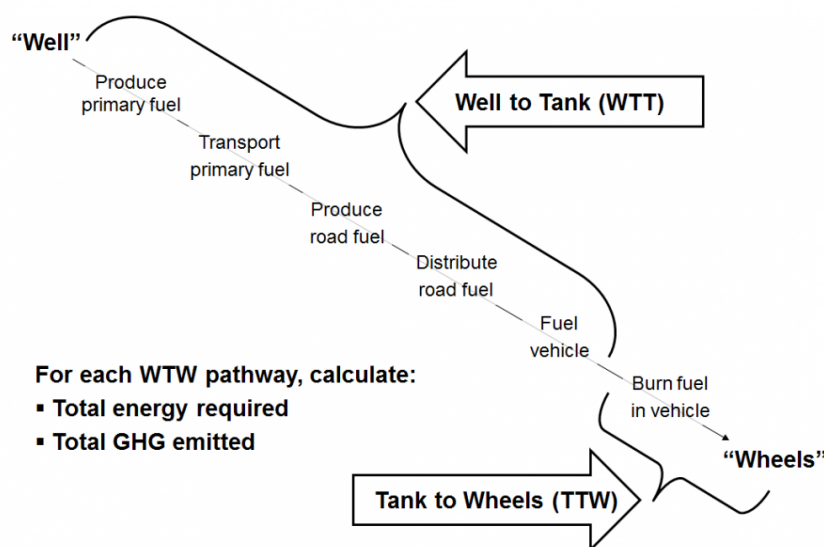 “Well”
Produce
primary fuel
Well to Tank (WTT)
Transport
primary fuel
Produce
road fuel
Distribute
road fuel
Fuel
vehicle
For each WTW pathway, calculate:
▪ Total energy required
▪ Total GHG emitted
Burn fuel
in vehicle
“Wheels”
Tank to Wheels (TTW)